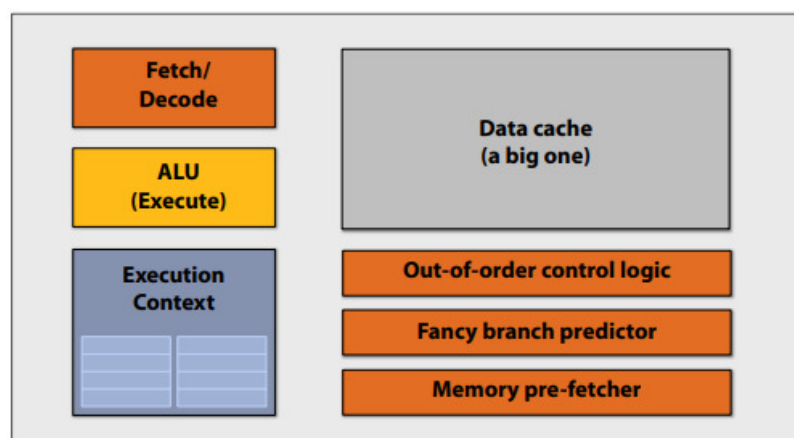 Fetch/
Decode
ALU
(Execute)
Execution
Context
Data cache
(a big one)
Out-of-order control logic
Fancy branch predictor
Memory pre-fetcher